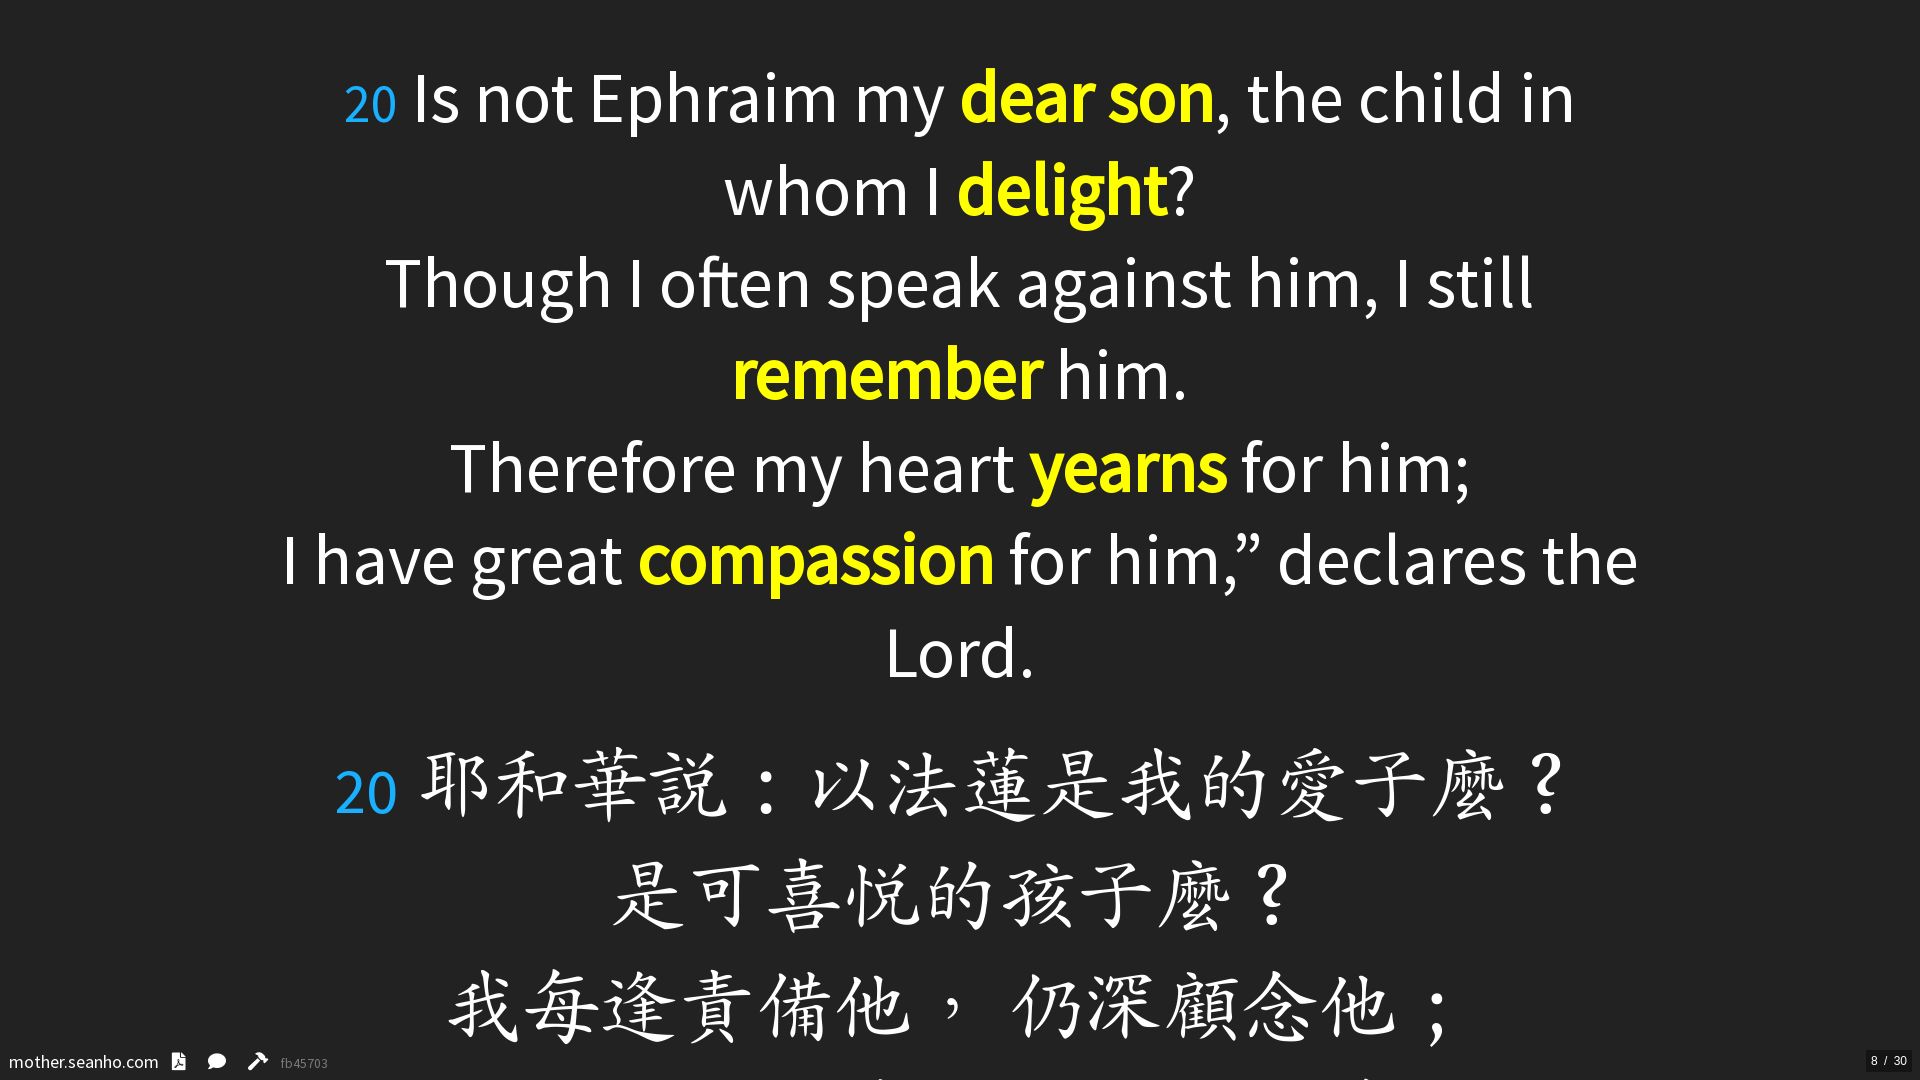 20 Is not Ephraim my dear son, the child in
whom I delight?
Though I often speak against him, I still
remember him.
Therefore my heart yearns for him;
I have great compassion for him,” declares the
Lord.
20 耶和華說：以法蓮是我的愛子麼？
是可喜悅的孩子麼？
我每逢責備他， 仍深顧念他；
mother.seanho.com fb45703
8 / 30